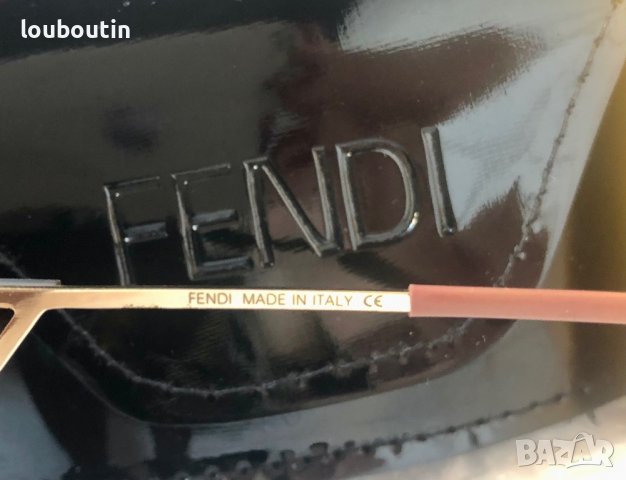 louboutin
FENDI
FENDI MADE IN ITALY CE
BAZAR